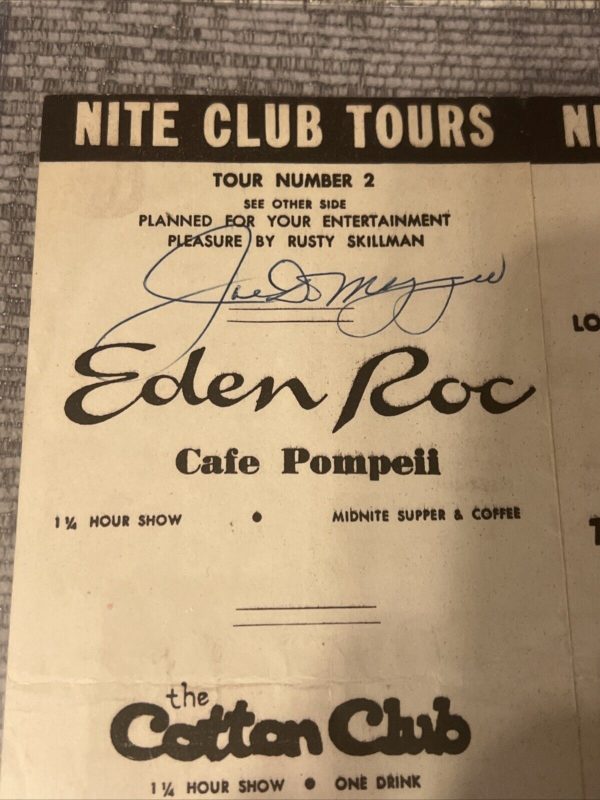 NITE CLUB TOURS
TOUR NUMBER 2
SEE OTHER SIDE
PLANNED FOR YOUR ENTERTAINMENT
PLEASURE BY RUSTY SKILLMAN
Joe DiMaggio
Eden Roc
Cafe Pompeii
1¼ HOUR SHOW • MIDNITE SUPPER & COFFEE
the
Cotton Club
1¼ HOUR SHOW • ONE DRINK